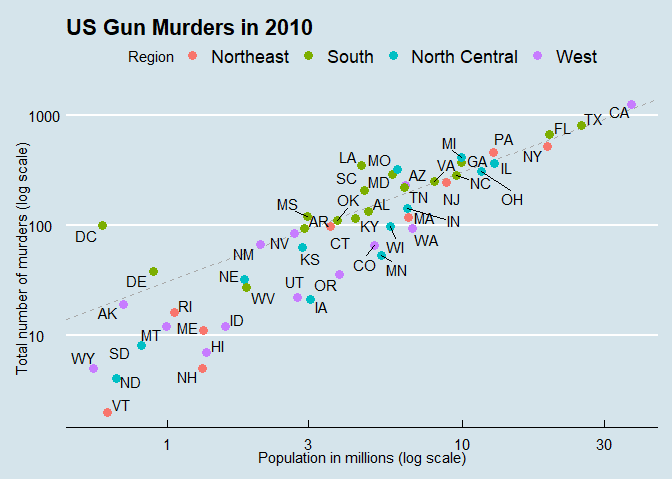 US Gun Murders in 2010
Region Northeast South North Central West
Total number of murders (log scale)
1000
100
10
CA
TX
FL
PA
NY
MI
IL
LA MO
VA GA
SC MD AZ
NC
OH
TN
NJ
MS OK AL
AR MA IN
KY
DC
NV CT WI WA
NM KS
CO MN
DE NE
UT OR
WV
IA
AK RI
MT ME ID
SD HI
WY
ND NH
VT
1 3 10 30
Population in millions (log scale)